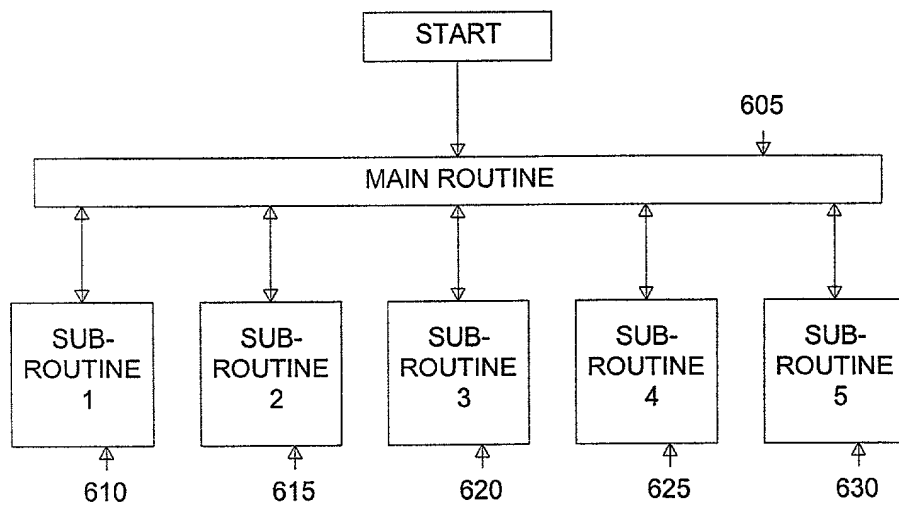 START
605
MAIN ROUTINE
SUB-
ROUTINE
1
SUB-
ROUTINE
2
SUB-
ROUTINE
3
SUB-
ROUTINE
4
SUB-
ROUTINE
5
610
615
620
625
630